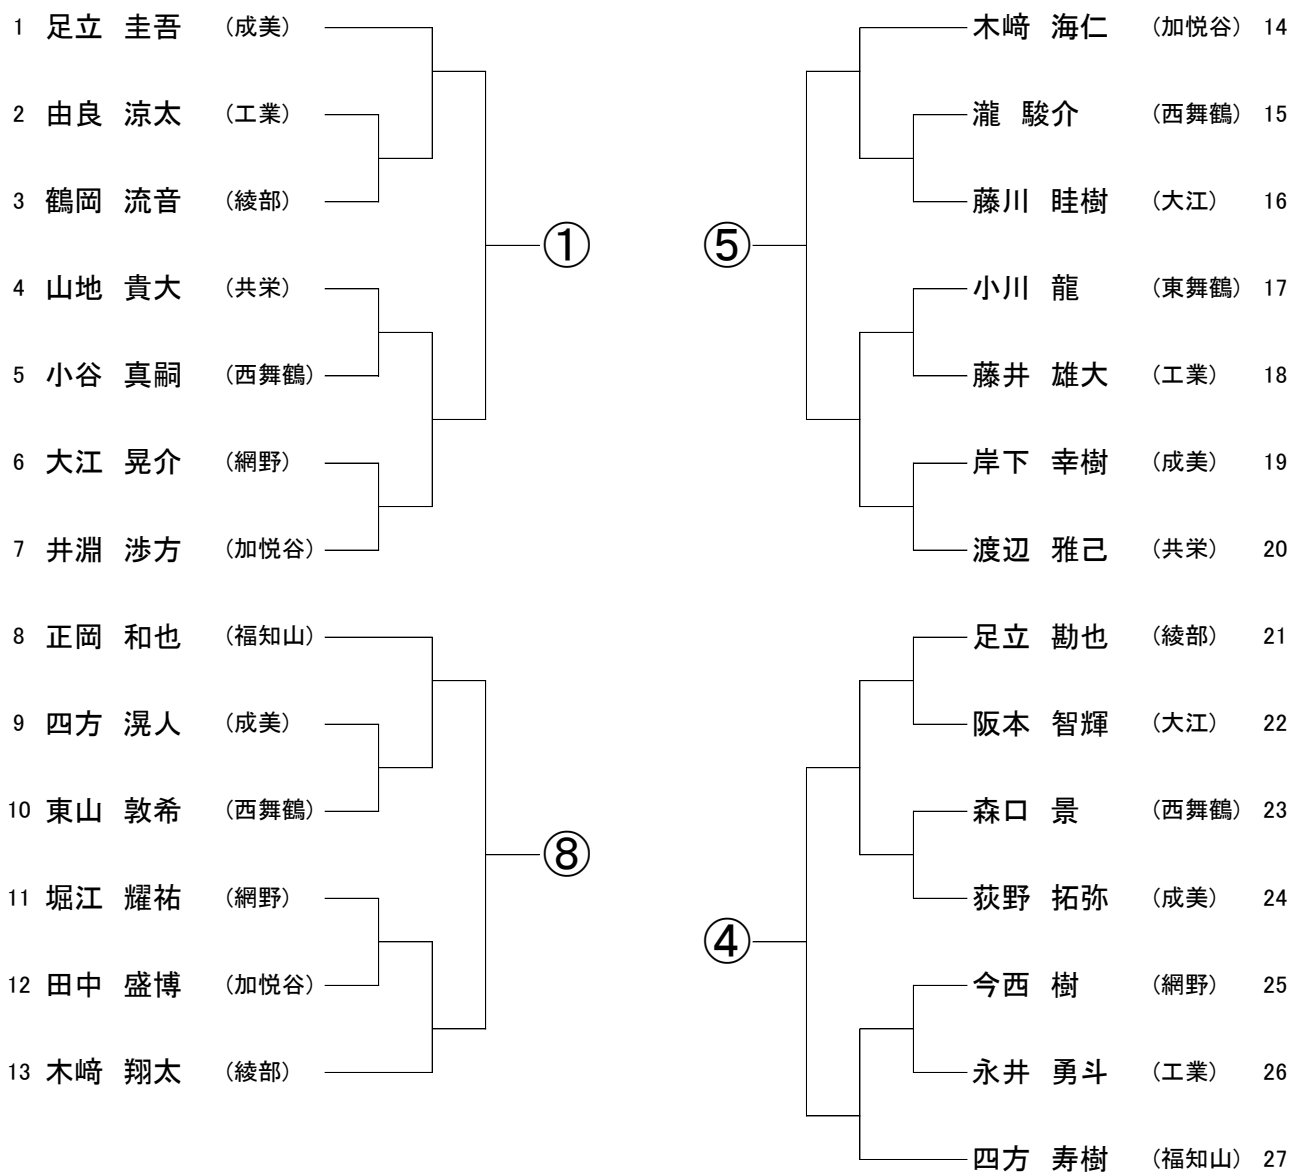 1 足立 圭吾 (成美)
2 由良 涼太 (工業)
3 鶴岡 流音 (綾部)
①
4 山地 貴大 (共栄)
5 小谷 真嗣 (西舞鶴)
6 大江 晃介 (網野)
7 井淵 渉方 (加悦谷)
8 正岡 和也 (福知山)
9 四方 滉人 (成美)
10 東山 敦希 (西舞鶴)
⑧
11 堀江 耀祐 (網野)
12 田中 盛博 (加悦谷)
13 木﨑 翔太 (綾部)
木﨑 海仁 (加悦谷) 14
瀧 駿介 (西舞鶴) 15
藤川 眭樹 (大江) 16
⑤
小川 龍 (東舞鶴) 17
藤井 雄大 (工業) 18
岸下 幸樹 (成美) 19
渡辺 雅己 (共栄) 20
足立 勘也 (綾部) 21
阪本 智輝 (大江) 22
森口 景 (西舞鶴) 23
荻野 拓弥 (成美) 24
④
今西 樹 (網野) 25
永井 勇斗 (工業) 26
四方 寿樹 (福知山) 27